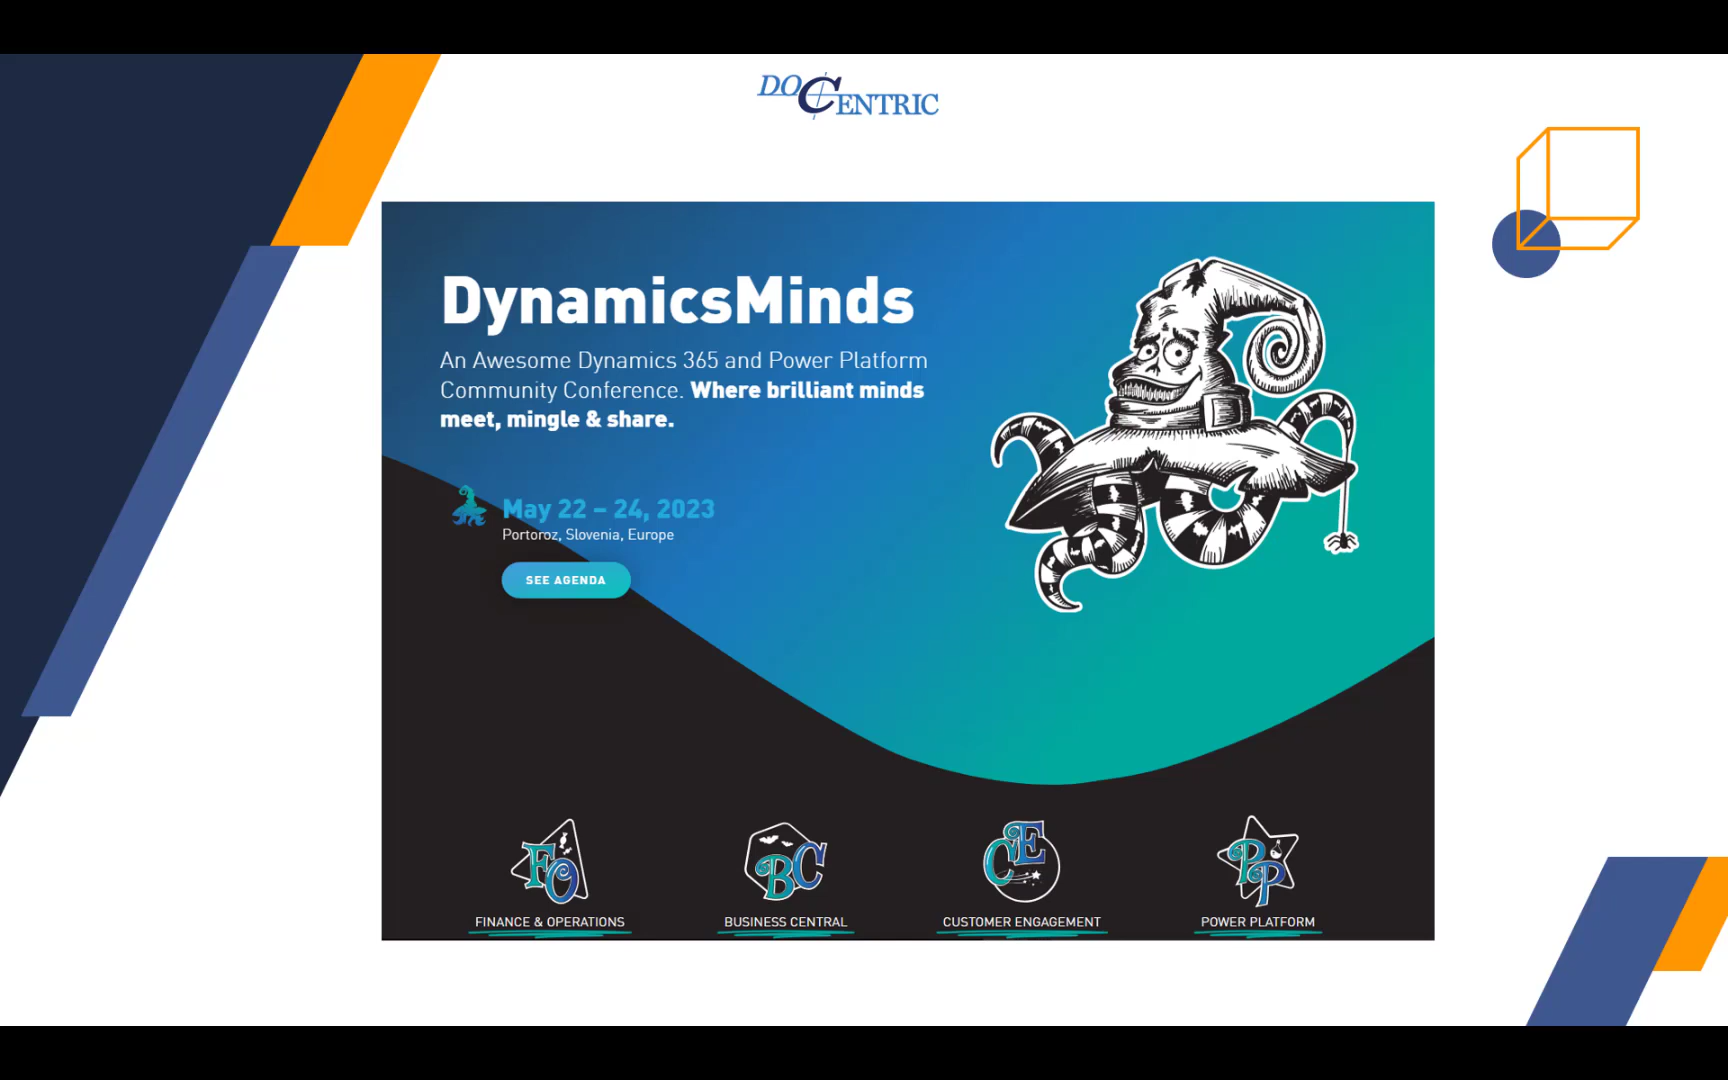 DOCENTRIC
DynamicsMinds
An Awesome Dynamics 365 and Power Platform
Community Conference. Where brilliant minds
meet, mingle & share.
May 22 – 24, 2023
Portoroz, Slovenia, Europe
SEE AGENDA
FO
BC
CE
PP
FINANCE & OPERATIONS
BUSINESS CENTRAL
CUSTOMER ENGAGEMENT
POWER PLATFORM